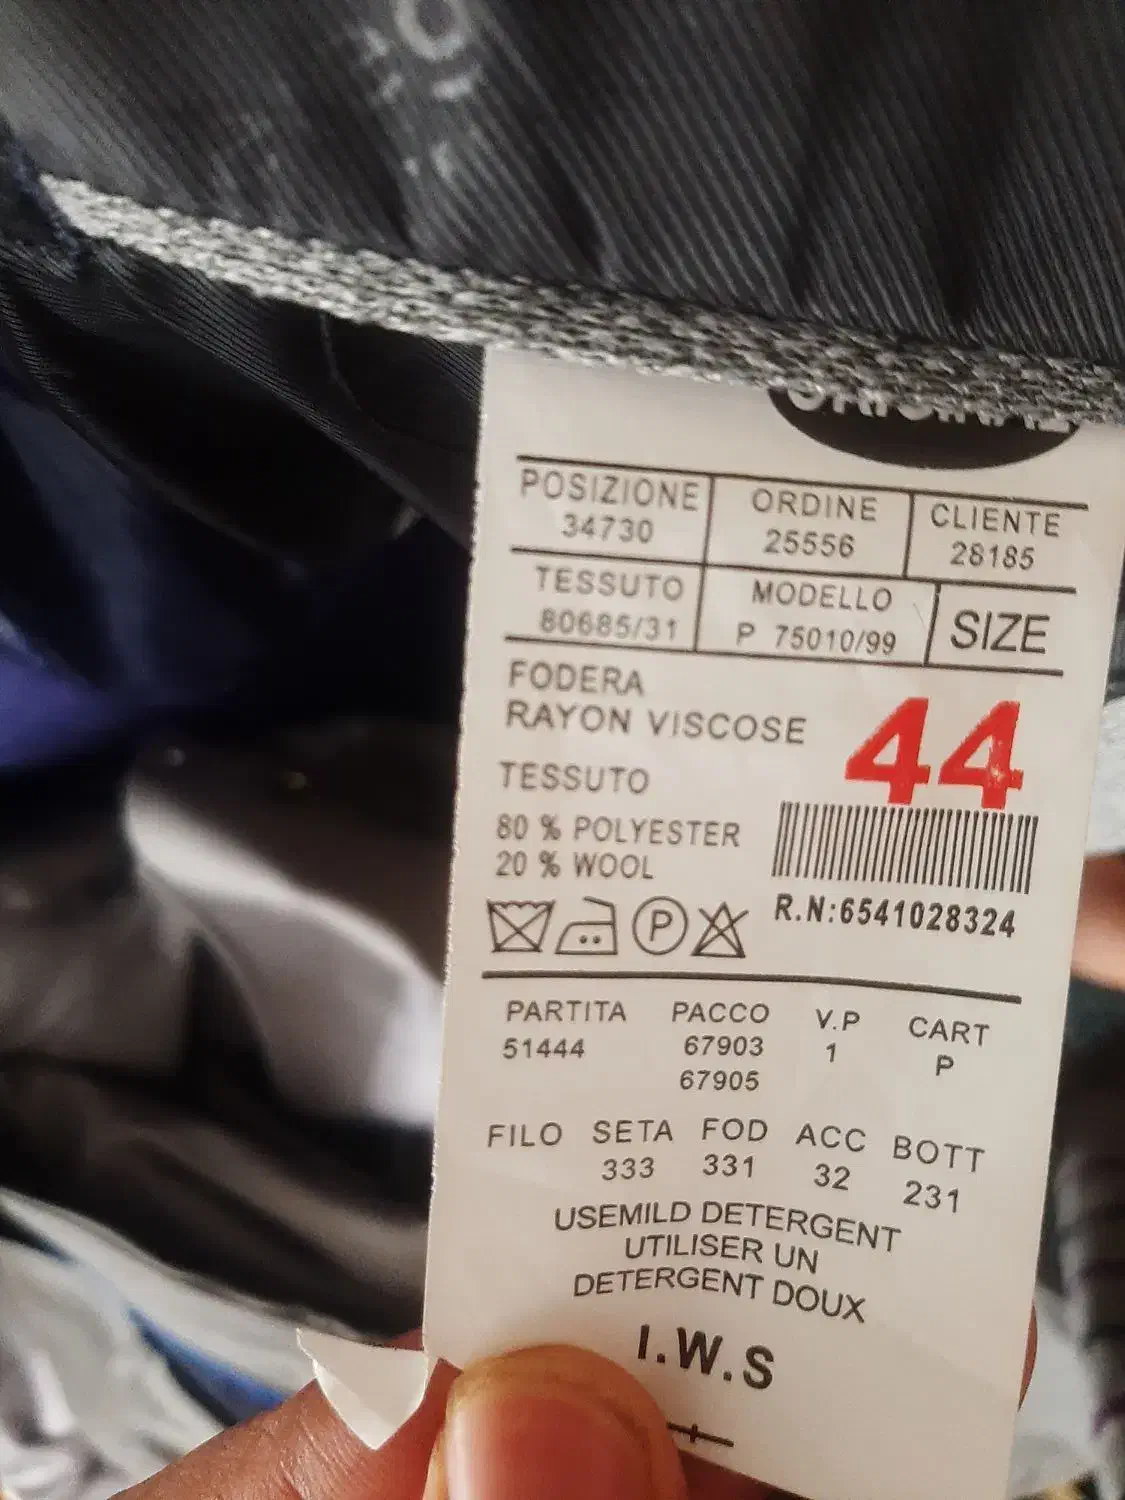 POSIZIONE ORDINE CLIENTE
34730 25556 28185
TESSUTO MODELLO SIZE
80685/31 P 75010/99
FODERA
RAYON VISCOSE
44
TESSUTO
80 % POLYESTER
20 % WOOL
P
R.N:6541028324
PARTITA PACCO V.P CART
51444 67903 1 P
67905
FILO SETA FOD ACC BOTT
333 331 32 231
USEMILD DETERGENT
UTILISER UN
DETERGENT DOUX
I.W.S